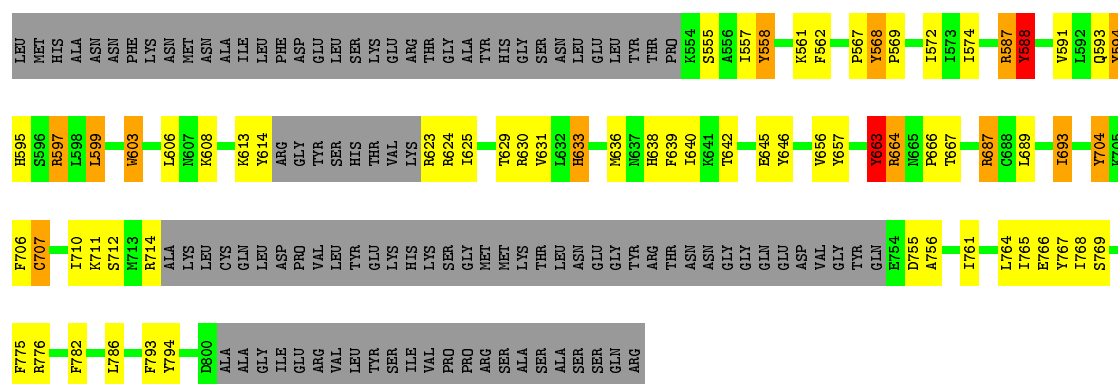 LEU MET HIS ALA ASN ASN PHE LYS ASN MET ASN ALA ILE LEU PHE ASP GLU LEU SER LYS GLU ARG THR GLY ALA TYR HIS GLY SER ASN LEU GLU LEU TYR THR PRO K554 S555 A556 I557 Y558 K561 F562 P567 Y568 P569 I572 I573 I574 R587 Y588 V591 L592 Q593 Y594
H595 S596 R597 L598 L599 W603 L606 N607 K608 K613 Y614 ARG GLY TYR SER HIS THR VAL LYS R623 R624 I625 T629 R630 V631 L632 H633 M636 N637 H638 F639 I640 K641 T642 E645 Y646 V656 Y657 Y663 R664 N665 P666 T667 R687 C688 L689 I693 Y704 K705
F706 C707 I710 K711 S712 M713 R714 ALA LYS LEU CYS GLN LEU ASP PRO VAL LEU TYR GLU LYS HIS LYS SER GLY MET MET LYS THR LEU ASN GLU GLY TYR ARG THR ASN ASN GLY GLY GLN GLU ASP VAL GLY TYR GLN E754 D755 A756 I761 L764 I765 E766 Y767 I768 S769
F775 R776 F782 L786 F793 Y794 D800 ALA ALA GLY ILE GLU ARG VAL LEU TYR SER ILE VAL PRO PRO ARG SER ALA SER ALA SER SER GLN ARG